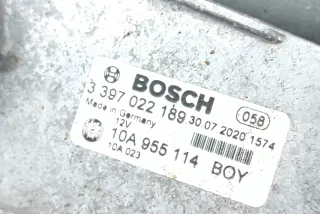 BOSCH
3 397 022 189
058
Made in Germany
30.07.2020 1574
12V
10A 955 114 BOY
10A 023